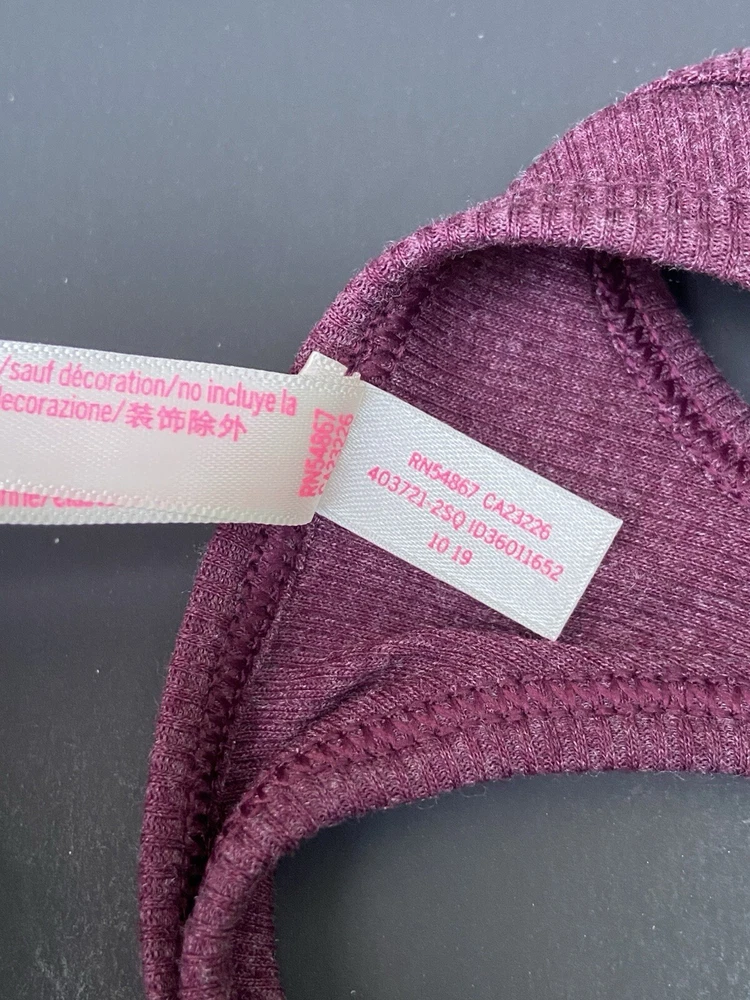 /sauf décoration/no incluye la
decorazione/装饰除外
RN54867
CA23226
RN54867 CA23226
403721-2SQ ID36011652
10 19